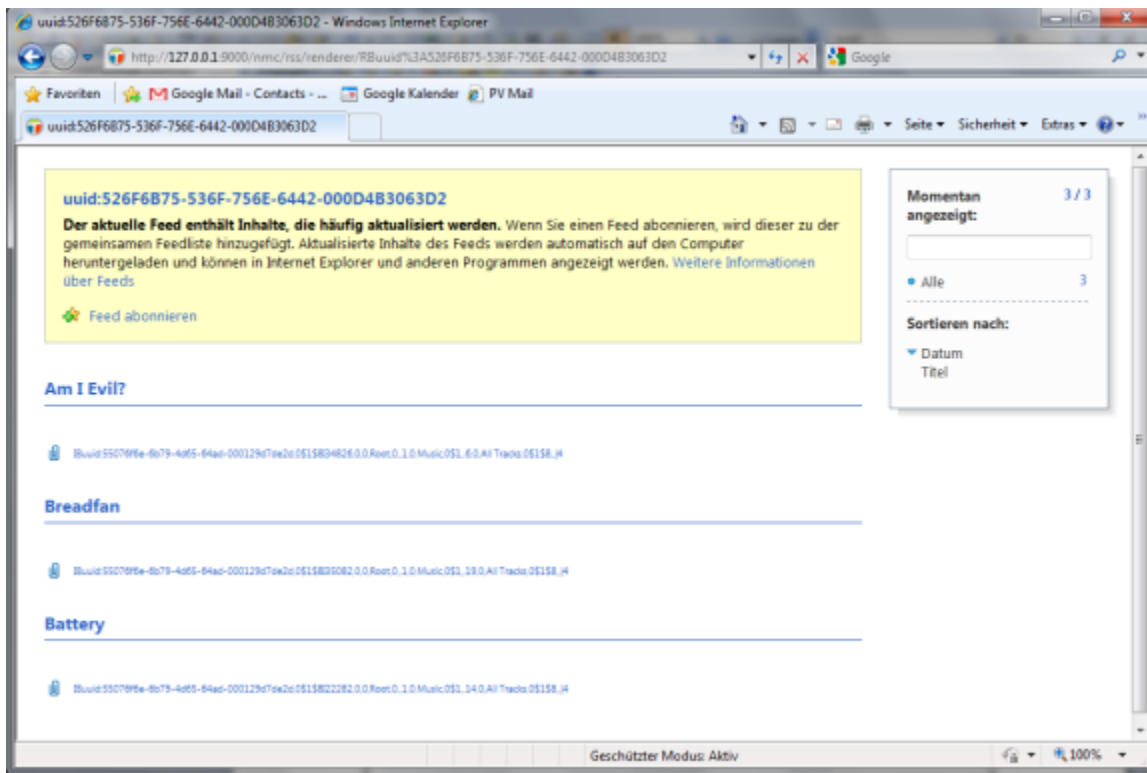 uuid:526F6B75-536F-756E-6442-000D4B3063D2 - Windows Internet Explorer
http://127.0.0.1:9000/nmc/rss/renderer/RBuuid%3A526F6B75-536F-756E-6442-000D4B3063D2
Google
Favoriten Google Mail - Contacts - ... Google Kalender PV Mail
uuid:526F6B75-536F-756E-6442-000D4B3063D2
Seite Sicherheit Extras
uuid:526F6B75-536F-756E-6442-000D4B3063D2
Der aktuelle Feed enthält Inhalte, die häufig aktualisiert werden. Wenn Sie einen Feed abonnieren, wird dieser zu der
gemeinsamen Feedliste hinzugefügt. Aktualisierte Inhalte des Feeds werden automatisch auf den Computer
heruntergeladen und können in Internet Explorer und anderen Programmen angezeigt werden. Weitere Informationen
über Feeds
Feed abonnieren
Momentan angezeigt: 3 / 3
Alle 3
Sortieren nach:
Datum
Titel
Am I Evil?
Breadfan
Battery
Geschützter Modus: Aktiv
100%